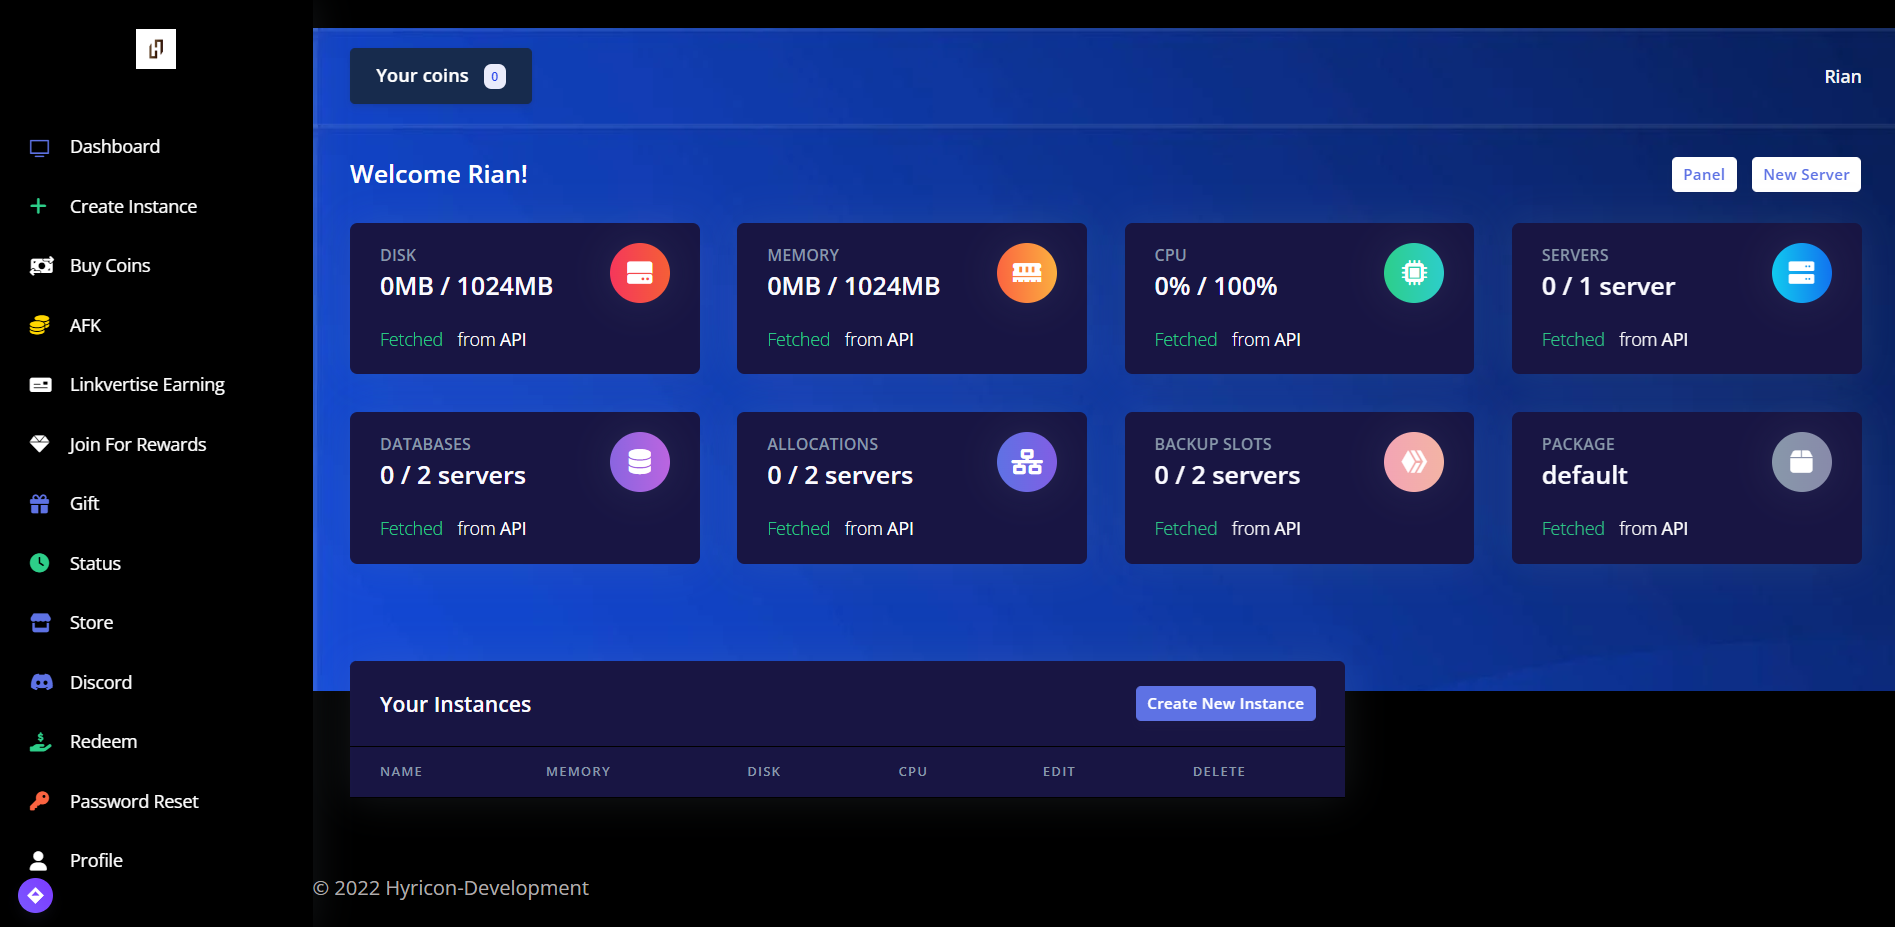 Your coins 0
Rian
Dashboard
Create Instance
Buy Coins
AFK
Linkvertise Earning
Join For Rewards
Gift
Status
Store
Discord
Redeem
Password Reset
Profile
Welcome Rian!
Panel
New Server
DISK
0MB / 1024MB
Fetched from API
MEMORY
0MB / 1024MB
Fetched from API
CPU
0% / 100%
Fetched from API
SERVERS
0 / 1 server
Fetched from API
DATABASES
0 / 2 servers
Fetched from API
ALLOCATIONS
0 / 2 servers
Fetched from API
BACKUP SLOTS
0 / 2 servers
Fetched from API
PACKAGE
default
Fetched from API
Your Instances
Create New Instance
NAME MEMORY DISK CPU EDIT DELETE
© 2022 Hyricon-Development